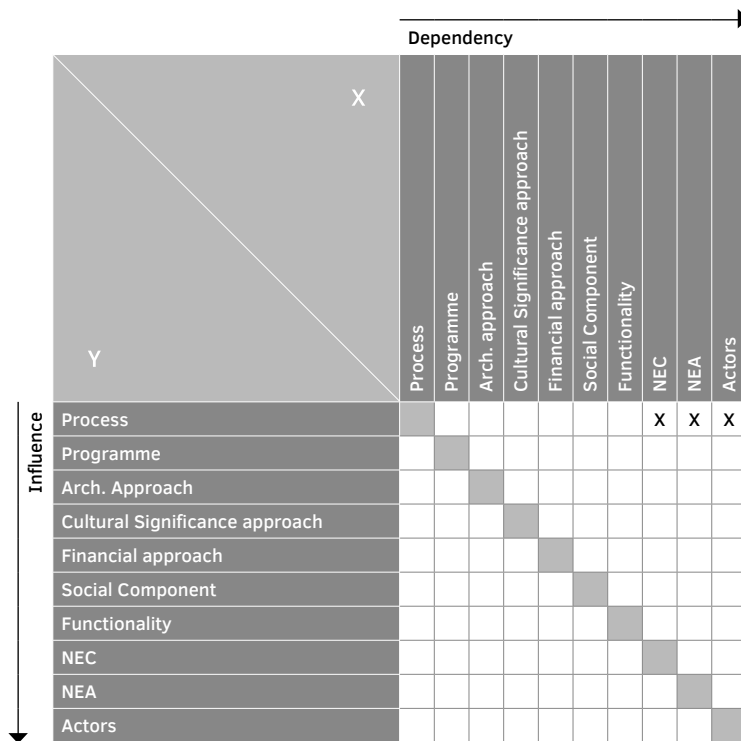 Dependency
X
Y
Process
Programme
Arch. approach
Cultural Significance approach
Financial approach
Social Component
Functionality
NEC
NEA
Actors
Influence
Process X X X
Programme
Arch. Approach
Cultural Significance approach
Financial approach
Social Component
Functionality
NEC
NEA
Actors